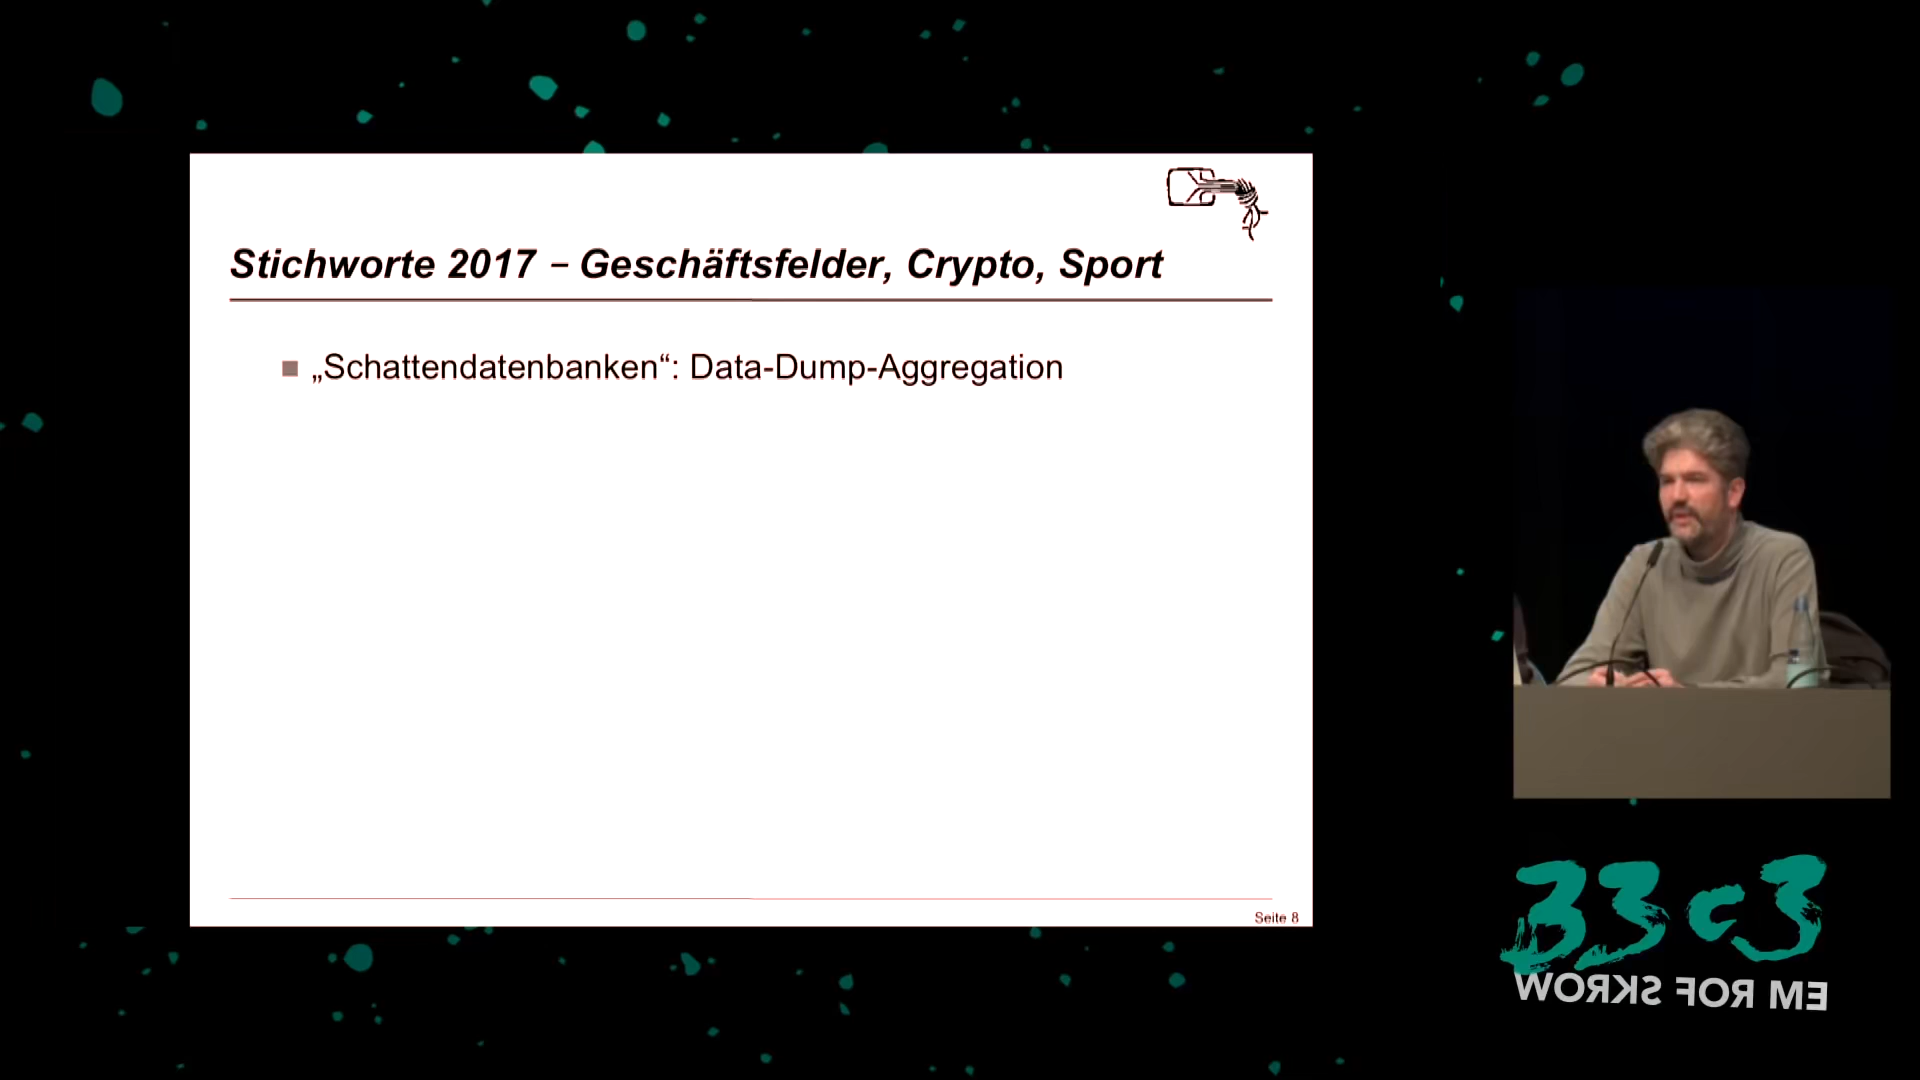 Stichworte 2017 – Geschäftsfelder, Crypto, Sport
„Schattendatenbanken“: Data-Dump-Aggregation
Seite 8
33c3
WORKS FOR ME